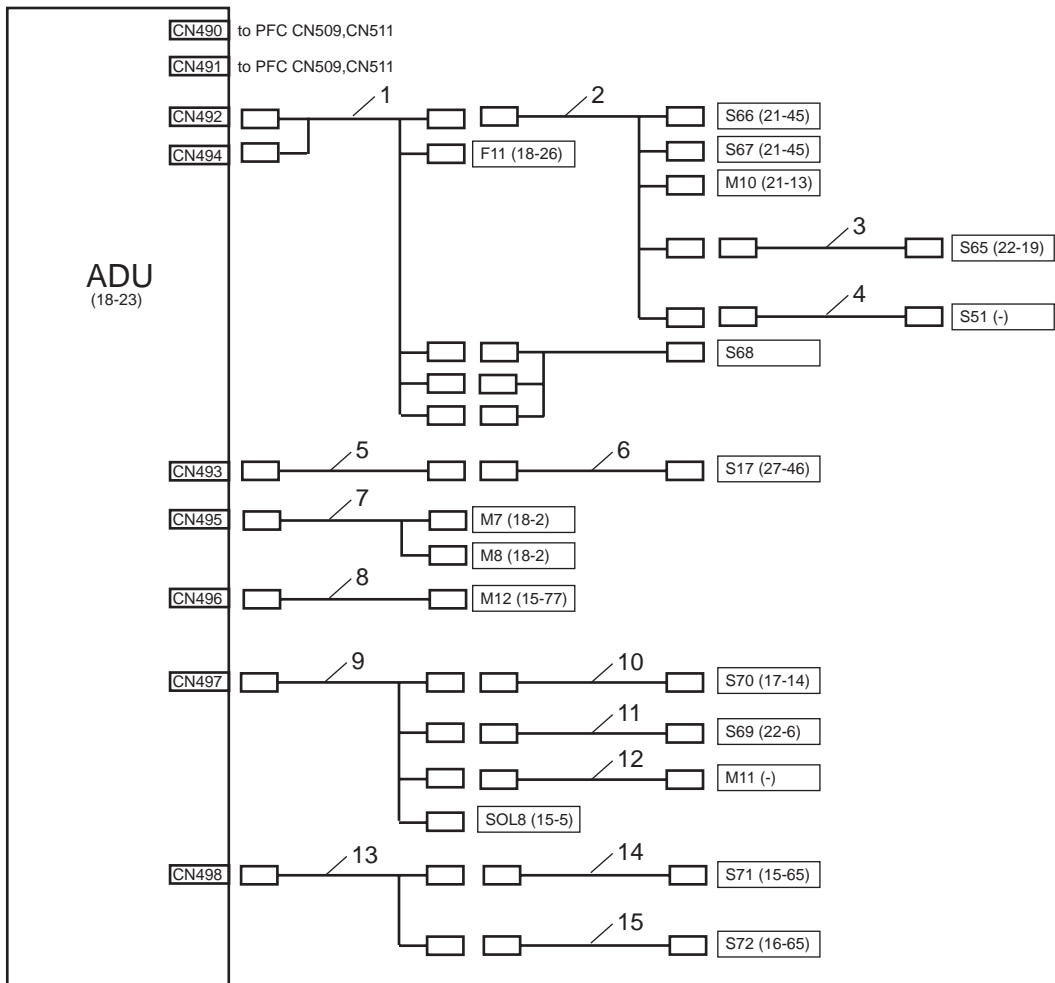 CN490 to PFC CN509,CN511
CN491 to PFC CN509,CN511
1
2
CN492
S66 (21-45)
CN494
F11 (18-26)
S67 (21-45)
M10 (21-13)
3
S65 (22-19)
ADU
(18-23)
4
S51 (-)
S68
5
6
CN493
S17 (27-46)
7
CN495
M7 (18-2)
M8 (18-2)
8
CN496
M12 (15-77)
9
10
CN497
S70 (17-14)
11
S69 (22-6)
12
M11 (-)
SOL8 (15-5)
13
14
CN498
S71 (15-65)
15
S72 (16-65)